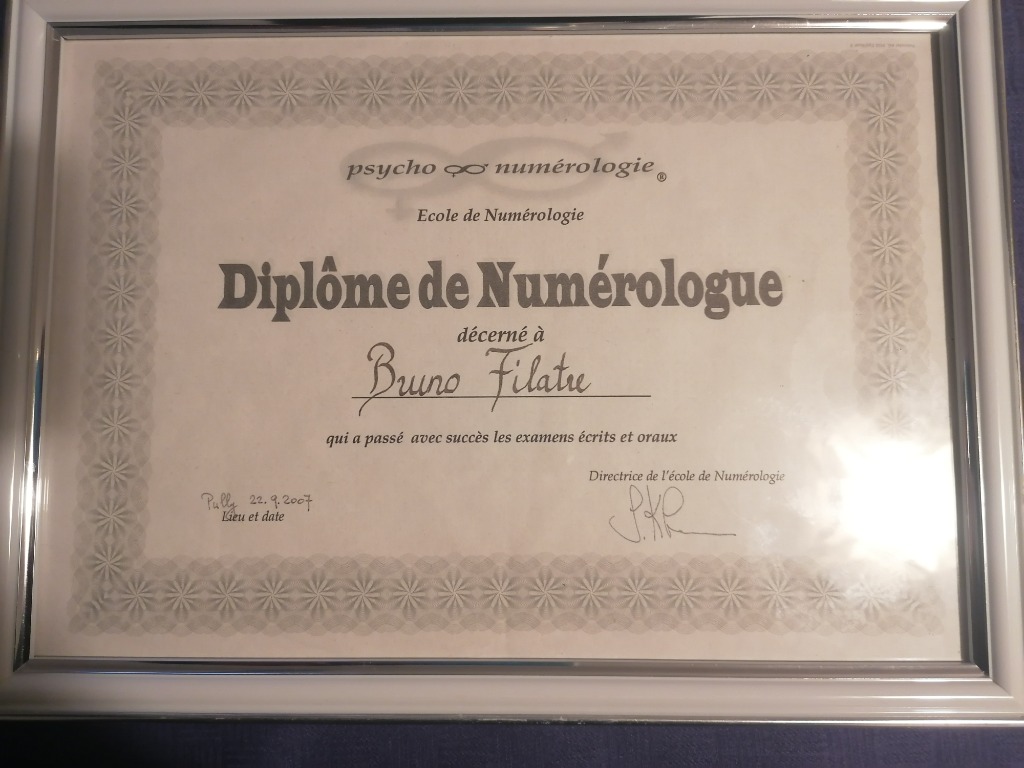 psycho numérologie ®
Ecole de Numérologie
Diplôme de Numérologue
décerné à
Bruno Filatre
qui a passé avec succès les examens écrits et oraux
Directrice de l'école de Numérologie
Pully 22.9.2007
Lieu et date